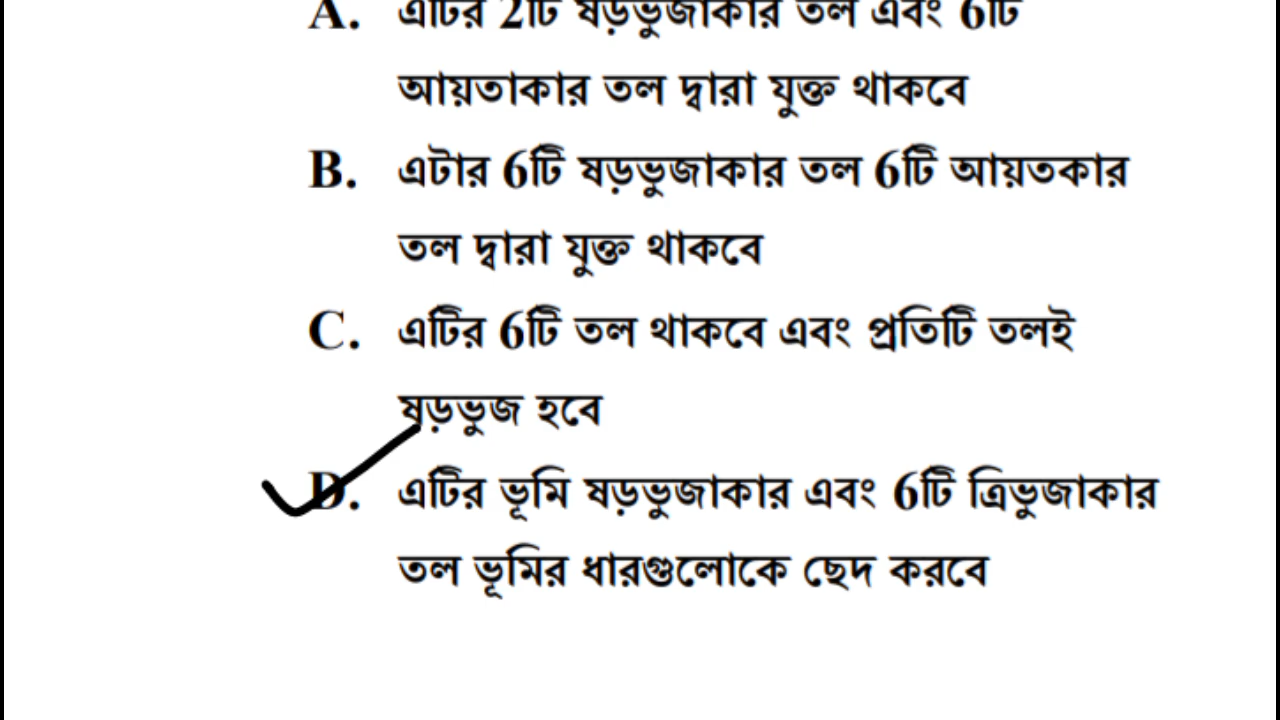 A. এটির 2টি ষড়ভুজাকার তল এবং 6টি
আয়তাকার তল দ্বারা যুক্ত থাকবে
B. এটার 6টি ষড়ভুজাকার তল 6টি আয়তকার
তল দ্বারা যুক্ত থাকবে
C. এটির 6টি তল থাকবে এবং প্রতিটি তলই
ষড়ভুজ হবে
D. এটির ভূমি ষড়ভুজাকার এবং 6টি ত্রিভুজাকার
তল ভূমির ধারগুলোকে ছেদ করবে